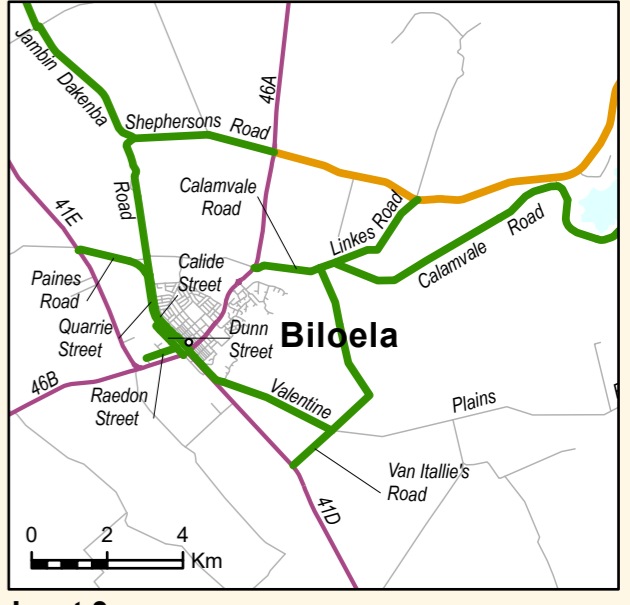 Jambin Dakenba
Shephersons Road
46A
Road
Calamvale
Road
41E
Linkes Road
Calamvale Road
Paines
Road
Calide
Street
Quarrie
Street
Dunn
Street
Biloela
46B
Raedon
Street
Valentine
Plains
Van Itallie's
Road
41D
0 2 4
Km